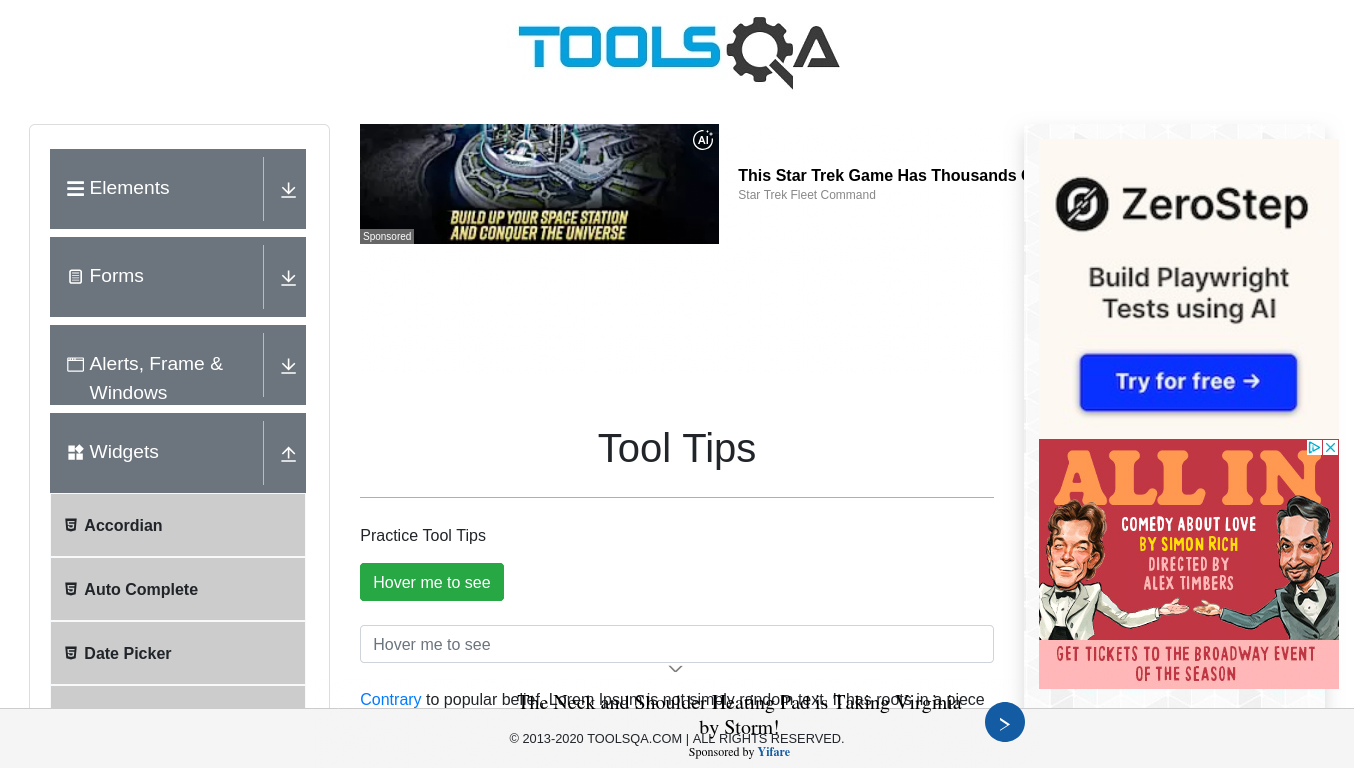 TOOLSQA
Elements
Forms
Alerts, Frame &
Windows
Widgets
Accordian
Auto Complete
Date Picker
AI
BUILD UP YOUR SPACE STATION
AND CONQUER THE UNIVERSE
Sponsored
This Star Trek Game Has Thousands
Star Trek Fleet Command
Tool Tips
Practice Tool Tips
Hover me to see
Hover me to see
Contrary to popular belief, Lorem Ipsum is not simply random text. It has roots in a piece
The Neck and Shoulder Heating Pad is Taking Virginia
by Storm!
Sponsored by Yifare
© 2013-2020 TOOLSQA.COM | ALL RIGHTS RESERVED.
ZeroStep
Build Playwright
Tests using AI
Try for free →
ALL IN
COMEDY ABOUT LOVE
BY SIMON RICH
DIRECTED BY
ALEX TIMBERS
GET TICKETS TO THE BROADWAY EVENT
OF THE SEASON